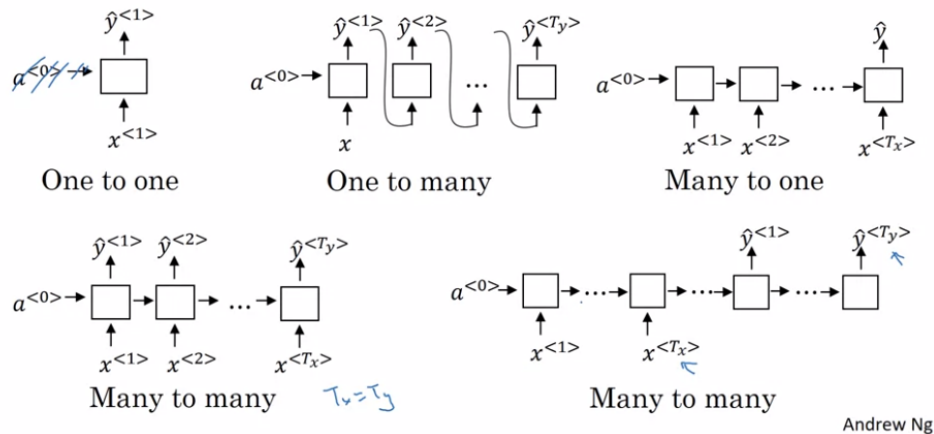 ŷ<1>
a<0>
x<1>
One to one
ŷ<1> ŷ<2> ŷ<Ty>
a<0> ...
x
One to many
ŷ
a<0> ...
x<1> x<2> x<Tx>
Many to one
ŷ<1> ŷ<2> ŷ<Ty>
a<0> ...
x<1> x<2> x<Tx>
Many to many
Tx=Ty
ŷ<1> ŷ<Ty>
a<0> ... ... ...
x<1> x<Tx>
Many to many
Andrew Ng